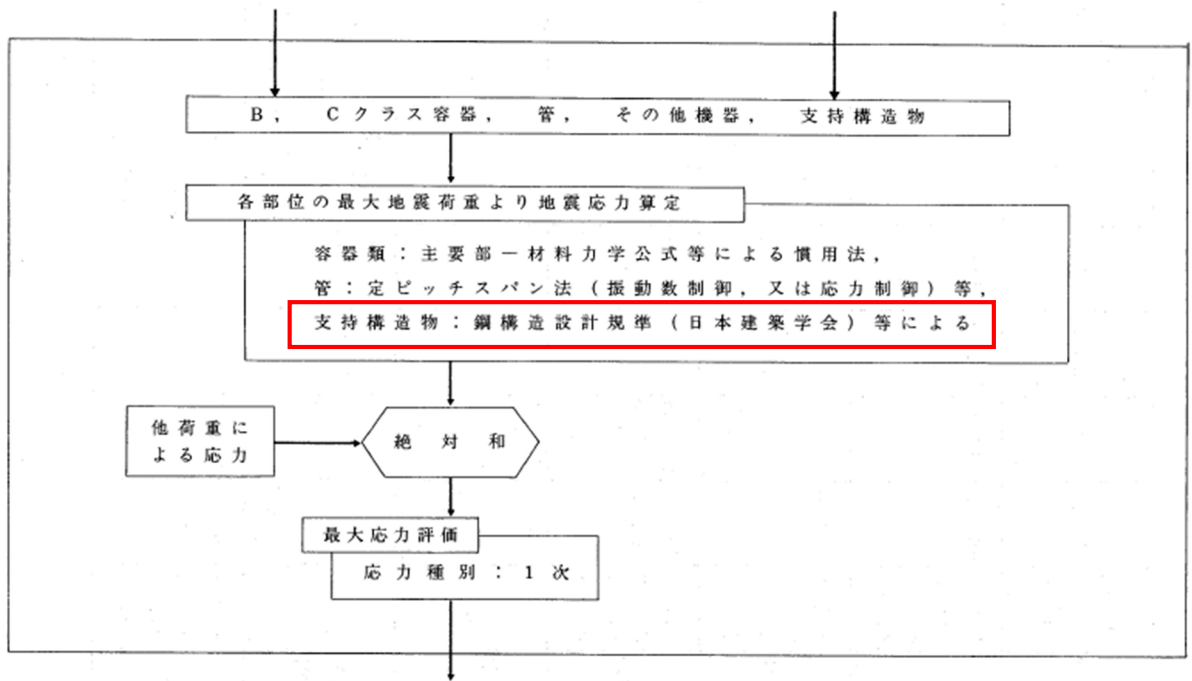 B，Cクラス容器，管，その他機器，支持構造物
各部位の最大地震荷重より地震応力算定
容器類：主要部－材料力学公式等による慣用法，
管：定ピッチスパン法（振動数制御，又は応力制御）等，
支持構造物：鋼構造設計規準（日本建築学会）等による
他荷重に
よる応力
絶対和
最大応力評価
応力種別：1次